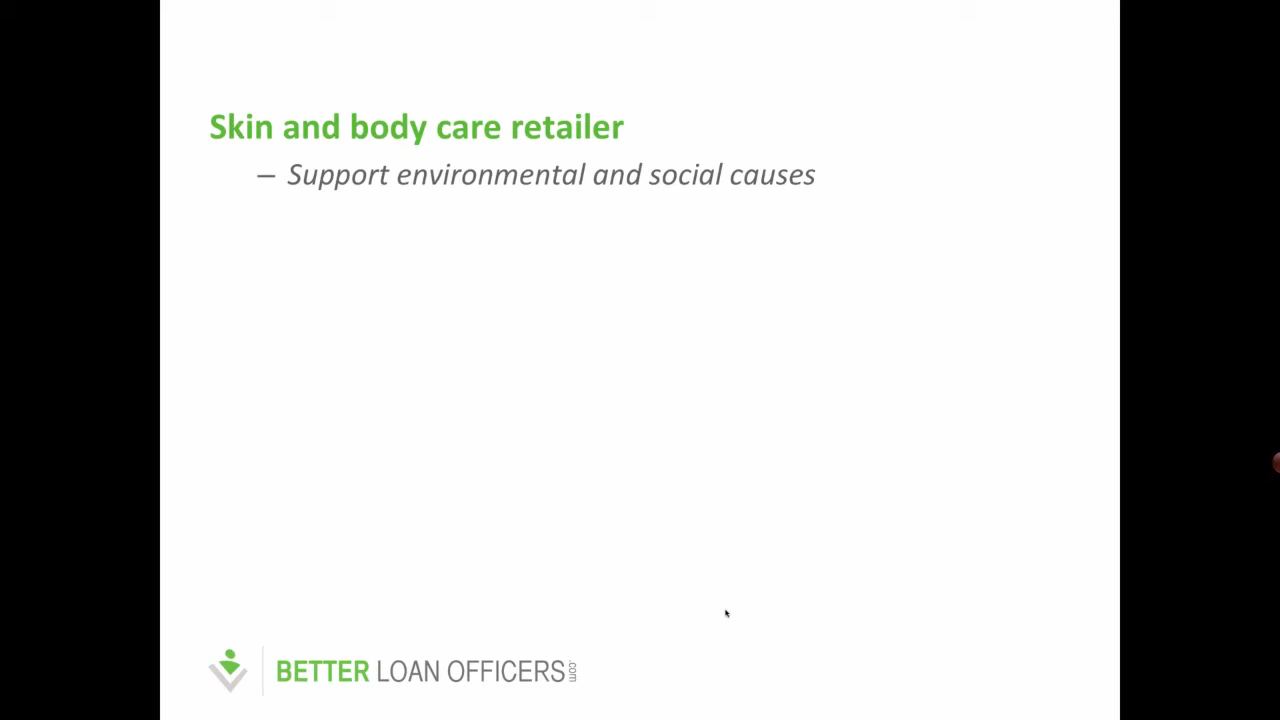 Skin and body care retailer
– Support environmental and social causes
BETTER LOAN OFFICERS.com